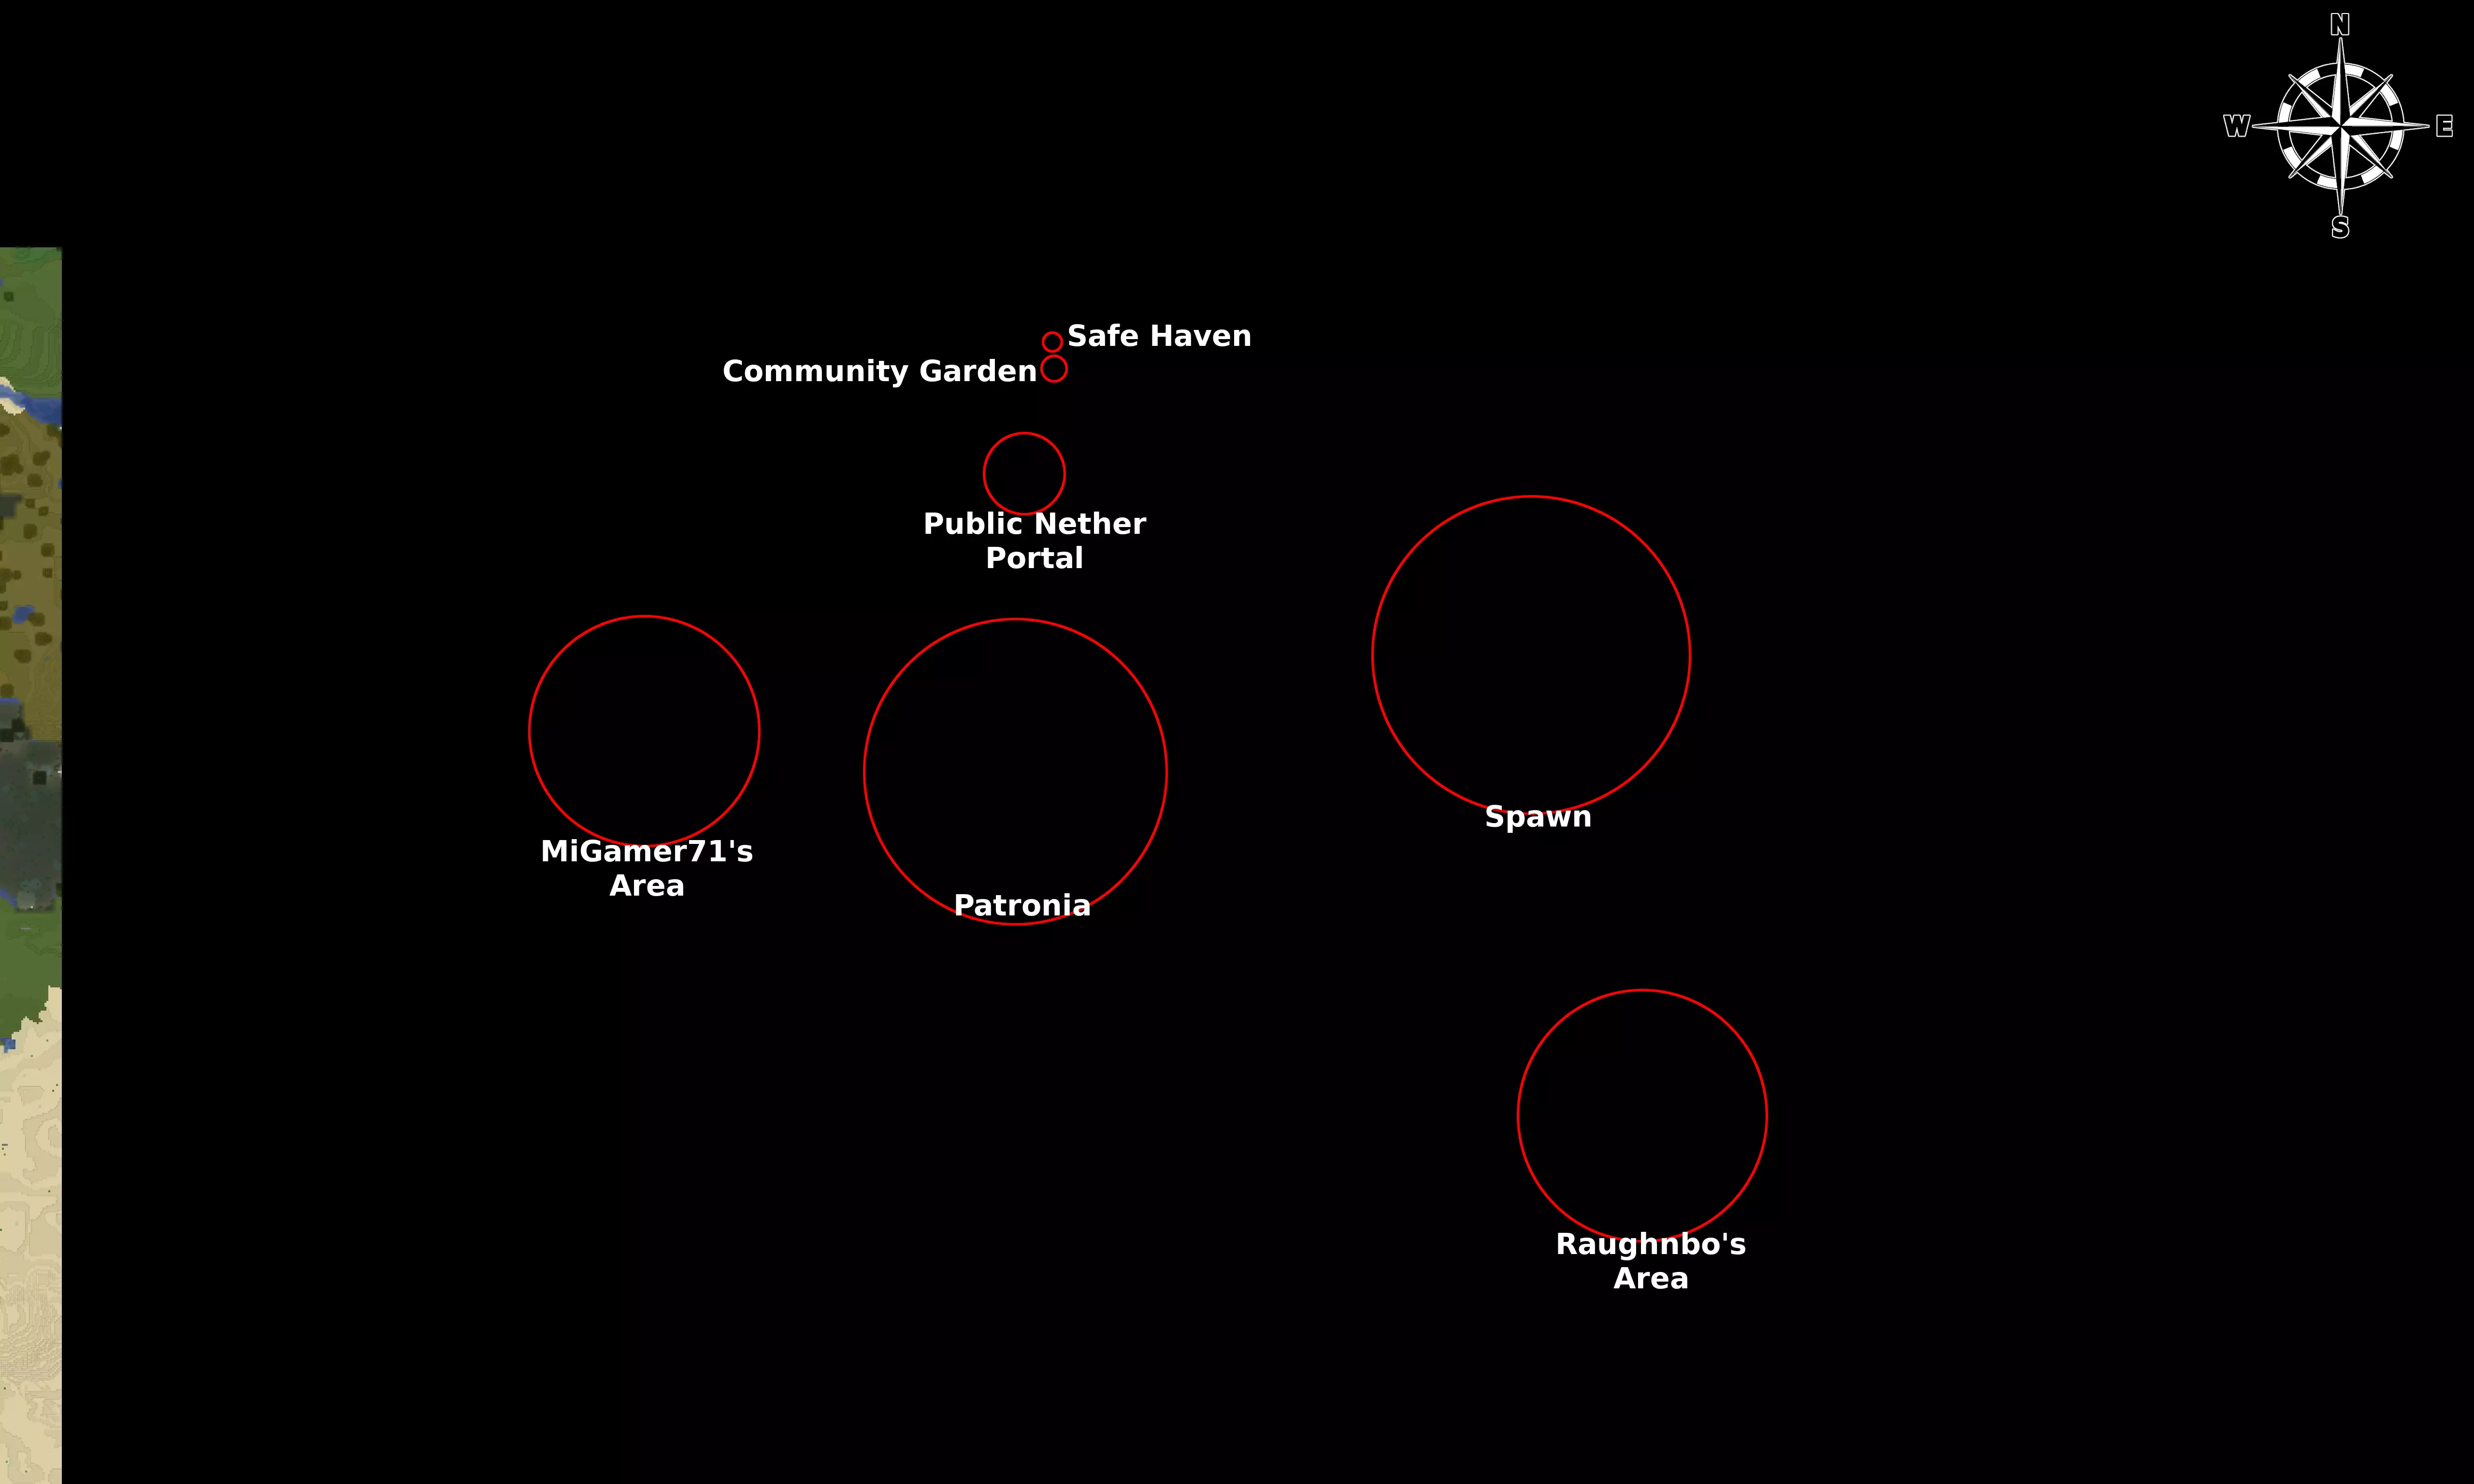 N
W
E
S
Safe Haven
Community Garden
Public Nether
Portal
Spawn
MiGamer71's
Area
Patronia
Raughnbo's
Area